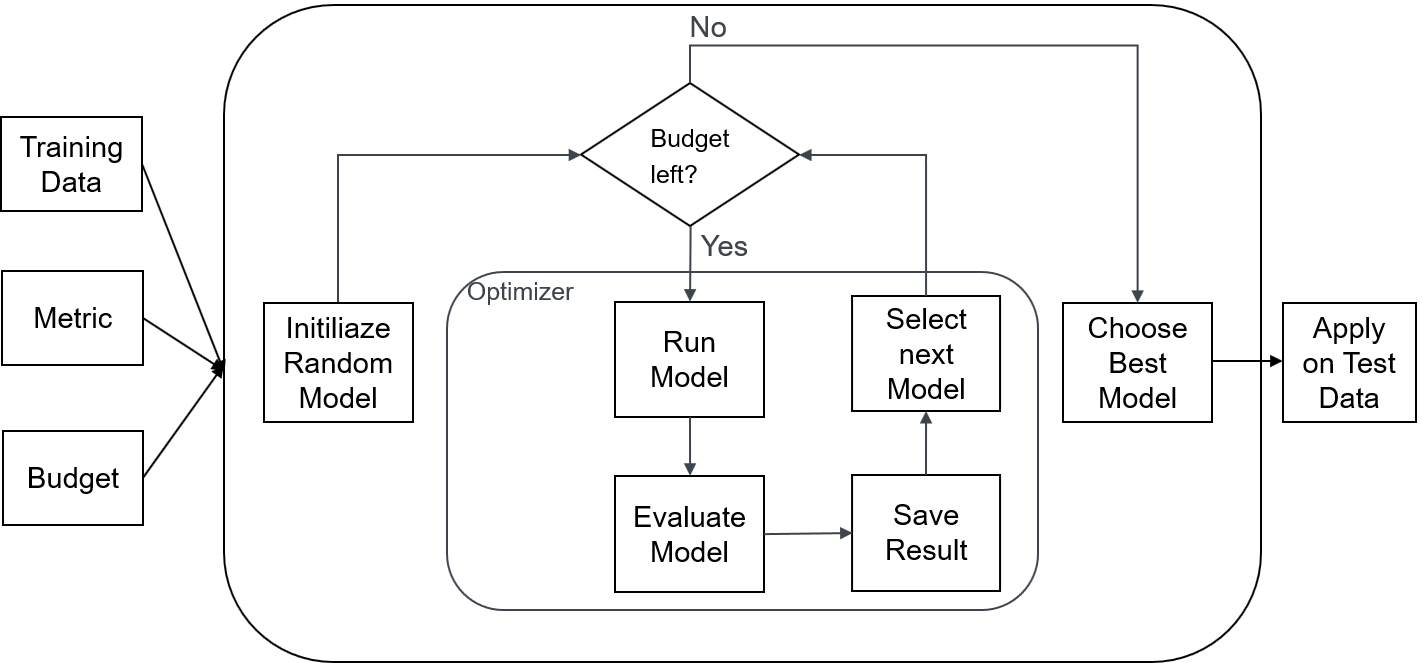 No
Training
Data
Budget
left?
Yes
Metric
Optimizer
Initiliaze
Random
Model
Run
Model
Select
next
Model
Choose
Best
Model
Apply
on Test
Data
Budget
Evaluate
Model
Save
Result